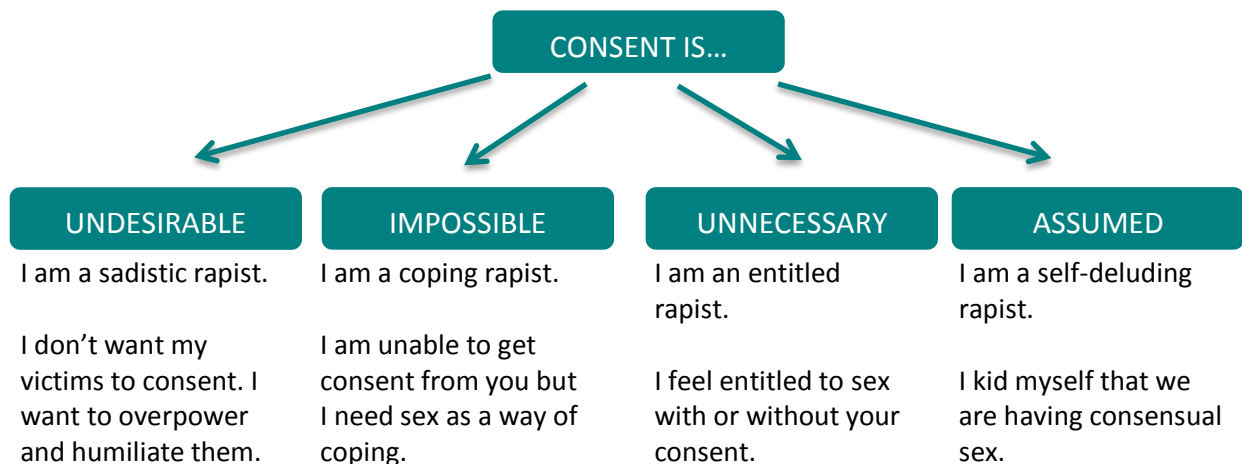 CONSENT IS…
UNDESIRABLE
I am a sadistic rapist.
I don’t want my
victims to consent. I
want to overpower
and humiliate them.
IMPOSSIBLE
I am a coping rapist.
I am unable to get
consent from you but
I need sex as a way of
coping.
UNNECESSARY
I am an entitled
rapist.
I feel entitled to sex
with or without your
consent.
ASSUMED
I am a self-deluding
rapist.
I kid myself that we
are having consensual
sex.